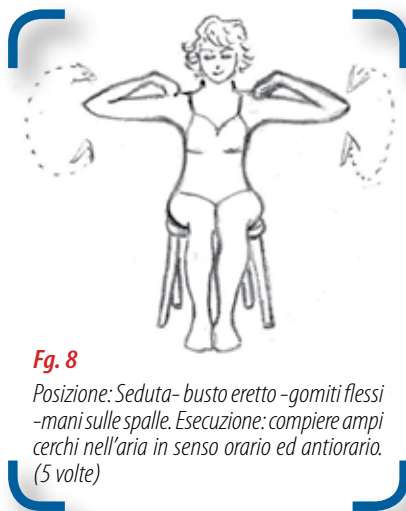 Fg. 8
Posizione: Seduta- busto eretto -gomiti flessi
-mani sulle spalle. Esecuzione: compiere ampi
cerchi nell'aria in senso orario ed antiorario.
(5 volte)